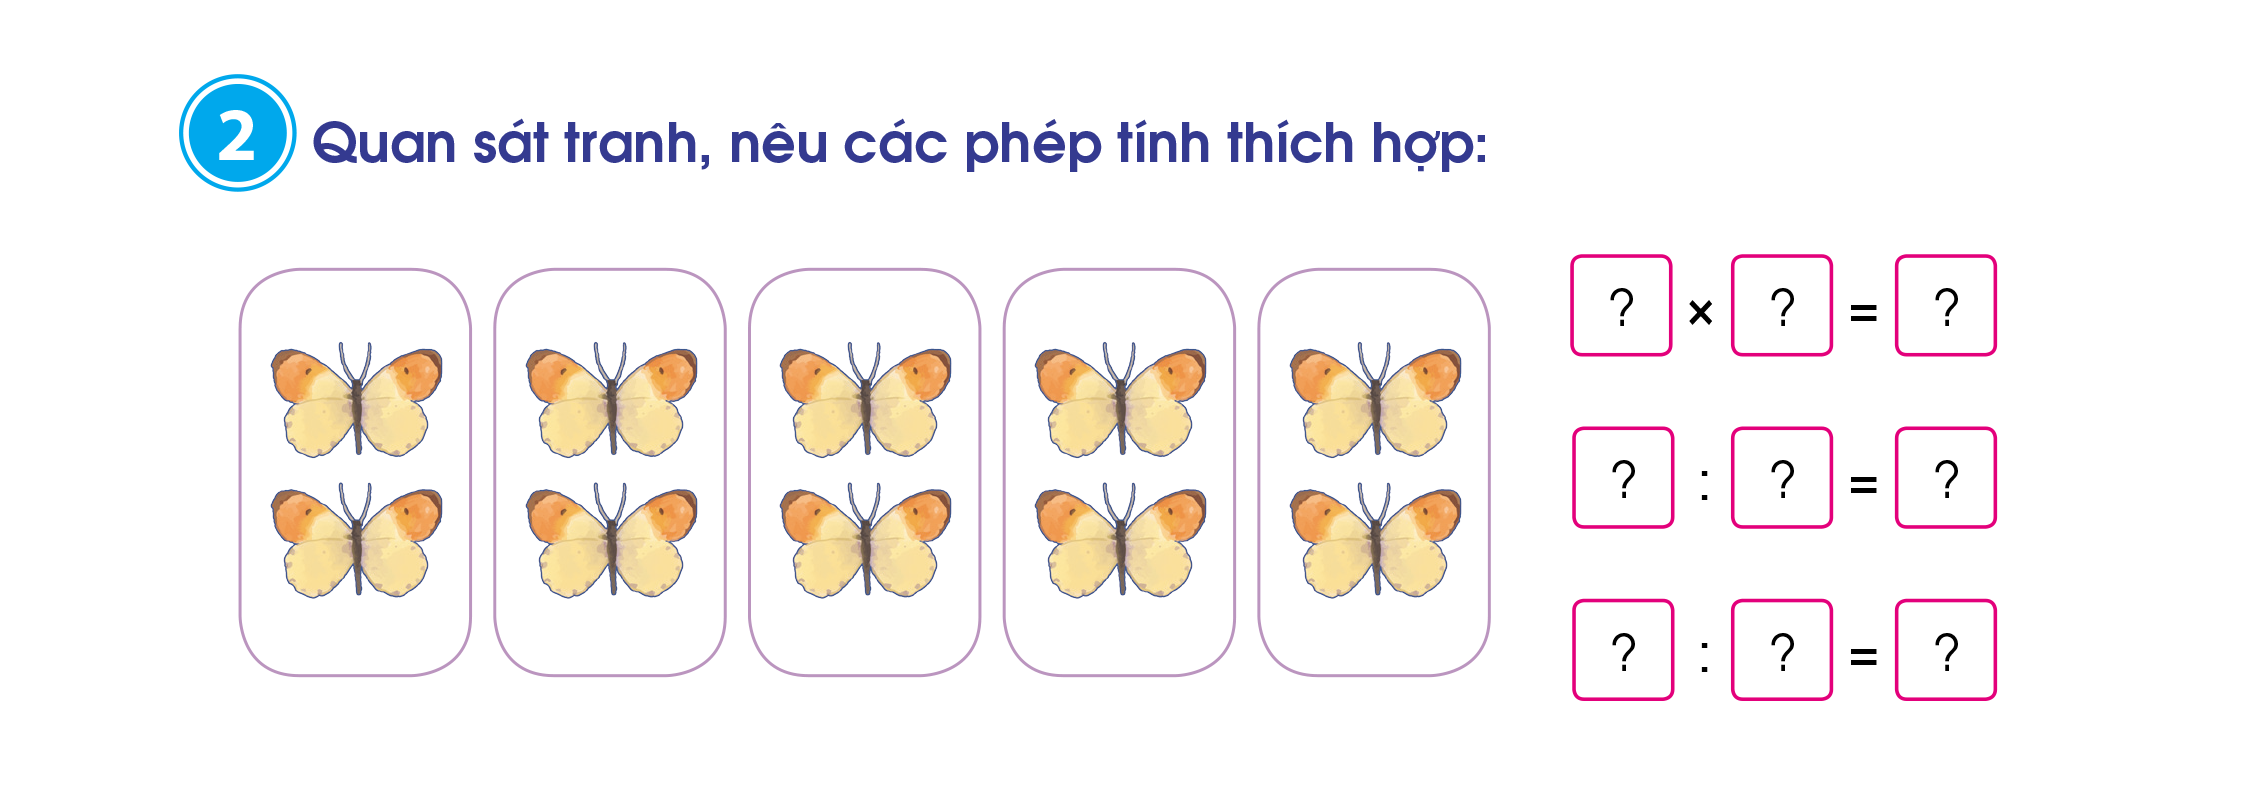 2 Quan sát tranh, nêu các phép tính thích hợp:
? × ? = ?
? : ? = ?
? : ? = ?